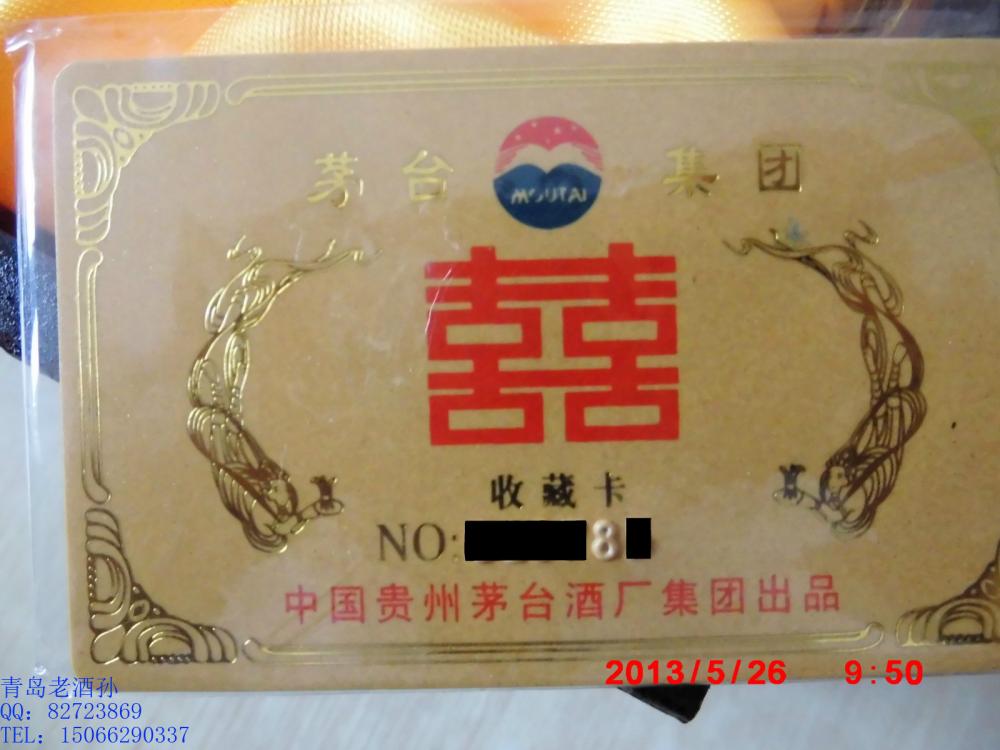 茅台 MOUTAI 集团
囍
收藏卡
NO: 8
中国贵州茅台酒厂集团出品
2013/5/26 9:50
青岛老酒孙
QQ: 82723869
TEL: 15066290337